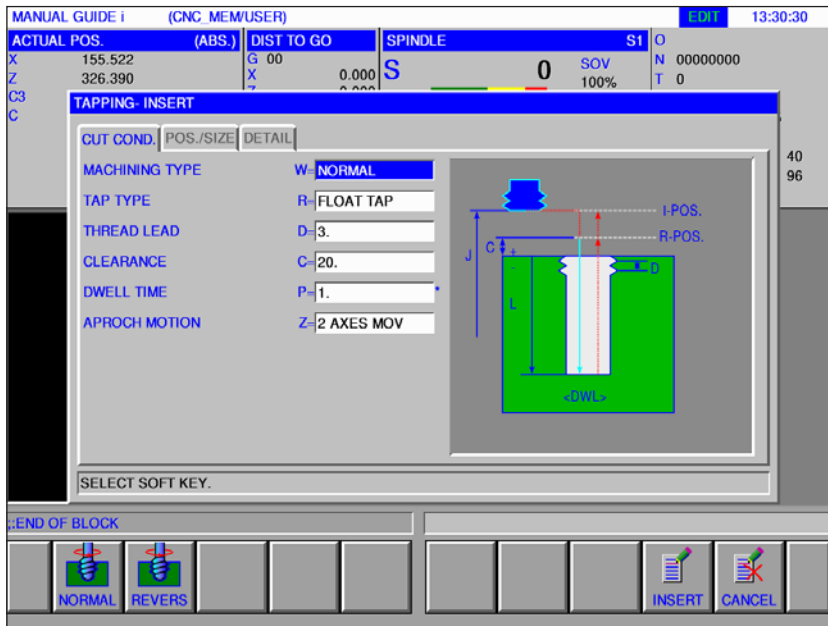 MANUAL GUIDE i (CNC_MEM/USER) EDIT 13:30:30
ACTUAL POS. (ABS.) DIST TO GO SPINDLE S1 O
X 155.522 G 00 S 0 SOV N 00000000
Z 326.390 X 0.000 100% T 0
C3
C
40
96
TAPPING- INSERT
CUT COND. POS./SIZE DETAIL
MACHINING TYPE W= NORMAL
TAP TYPE R= FLOAT TAP
THREAD LEAD D= 3.
CLEARANCE C= 20.
DWELL TIME P= 1. *
APROCH MOTION Z= 2 AXES MOV
I-POS.
R-POS.
J C + -
D
L
<DWL>
SELECT SOFT KEY.
;:END OF BLOCK
NORMAL REVERS INSERT CANCEL